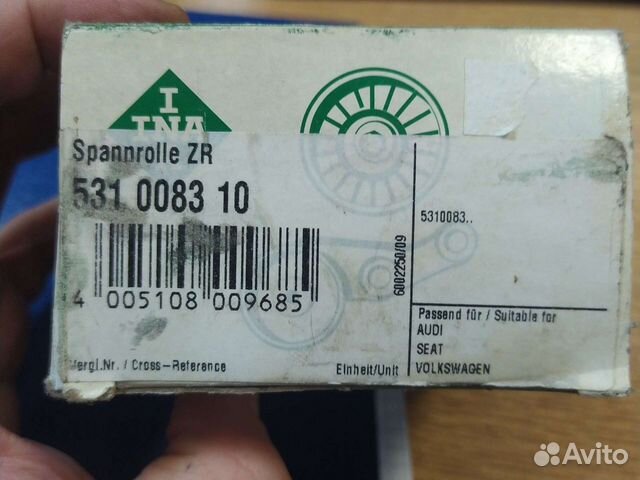 I
INA
Spannrolle ZR
531 0083 10
4 005108 009685
Vergl.Nr. / Cross-Reference
Einheit/Unit
6002250/09
5310083..
Passend für / Suitable for
AUDI
SEAT
VOLKSWAGEN
Avito